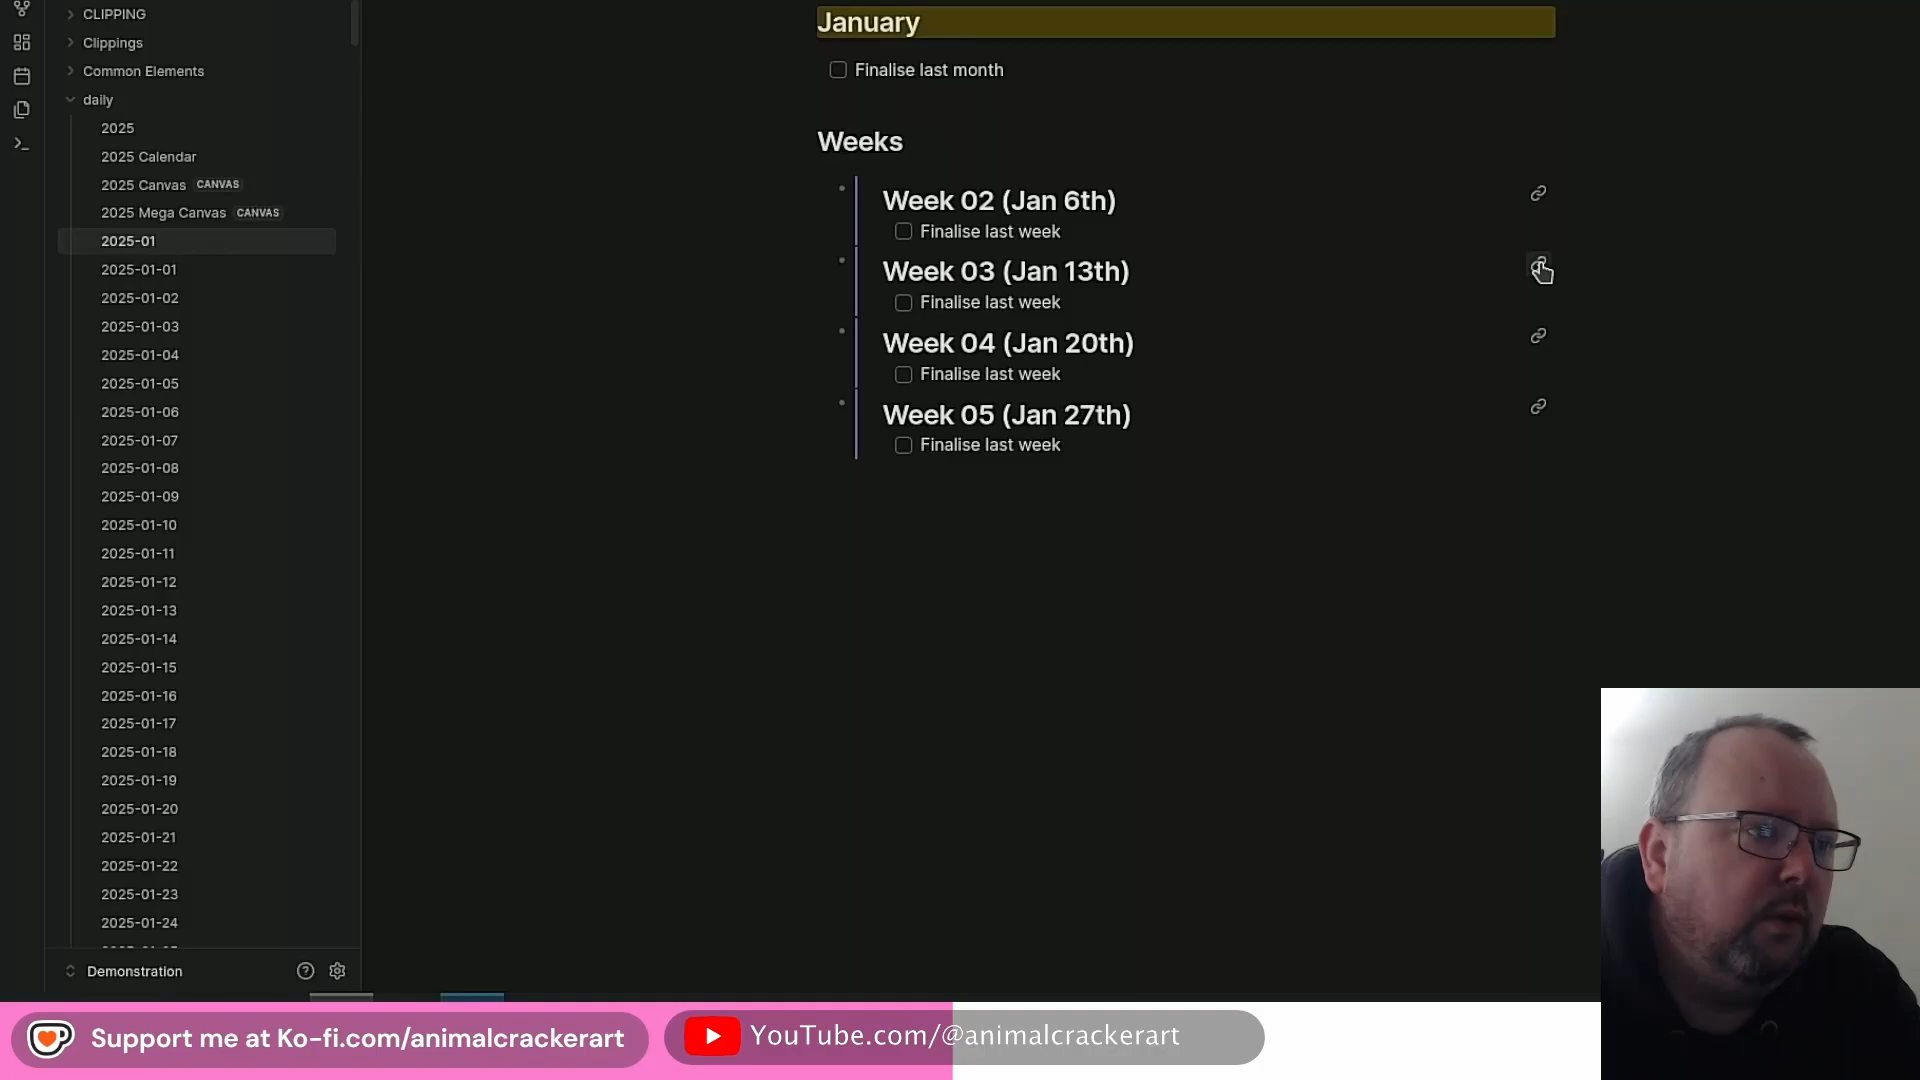 CLIPPING
Clippings
Common Elements
daily
2025
2025 Calendar
2025 Canvas CANVAS
2025 Mega Canvas CANVAS
2025-01
2025-01-01
2025-01-02
2025-01-03
2025-01-04
2025-01-05
2025-01-06
2025-01-07
2025-01-08
2025-01-09
2025-01-10
2025-01-11
2025-01-12
2025-01-13
2025-01-14
2025-01-15
2025-01-16
2025-01-17
2025-01-18
2025-01-19
2025-01-20
2025-01-21
2025-01-22
2025-01-23
2025-01-24
Demonstration
January
Finalise last month
Weeks
Week 02 (Jan 6th)
Finalise last week
Week 03 (Jan 13th)
Finalise last week
Week 04 (Jan 20th)
Finalise last week
Week 05 (Jan 27th)
Finalise last week
Support me at Ko-fi.com/animalcrackerart
YouTube.com/@animalcrackerart